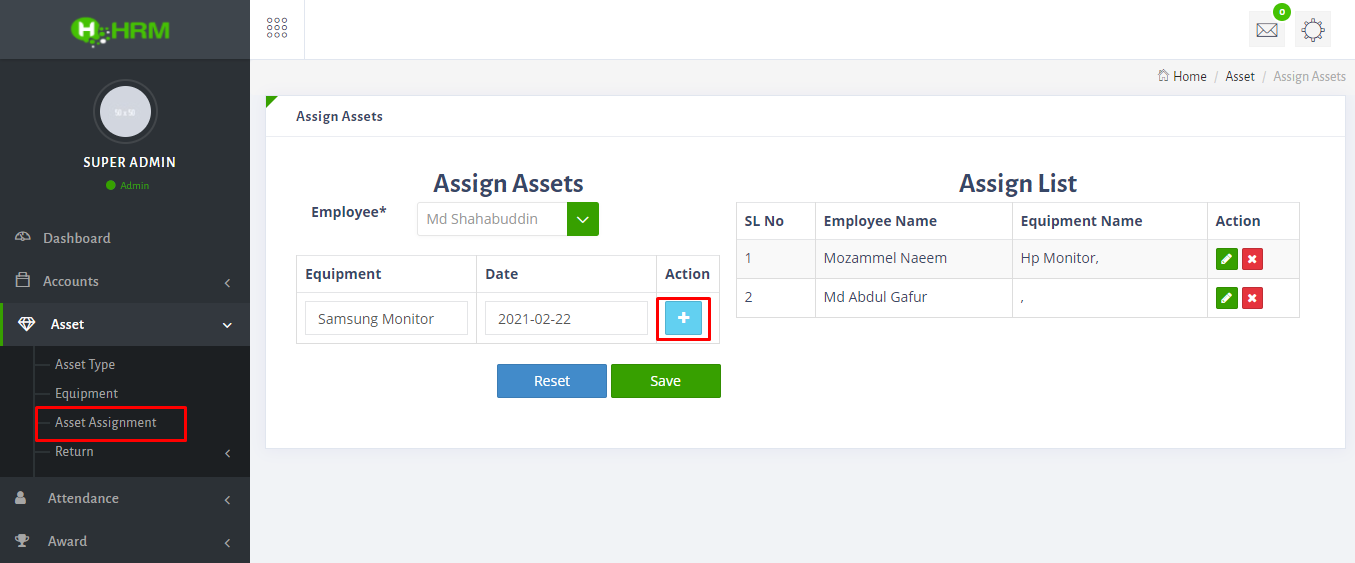 HRM
0
Home / Asset / Assign Assets
SUPER ADMIN
Admin
Dashboard
Accounts
Asset
Asset Type
Equipment
Asset Assignment
Return
Attendance
Award
Assign Assets
Assign Assets
Employee*
Md Shahabuddin
Equipment Date Action
Samsung Monitor 2021-02-22 +
Reset Save
Assign List
SL No Employee Name Equipment Name Action
1 Mozammel Naeem Hp Monitor,
2 Md Abdul Gafur ,